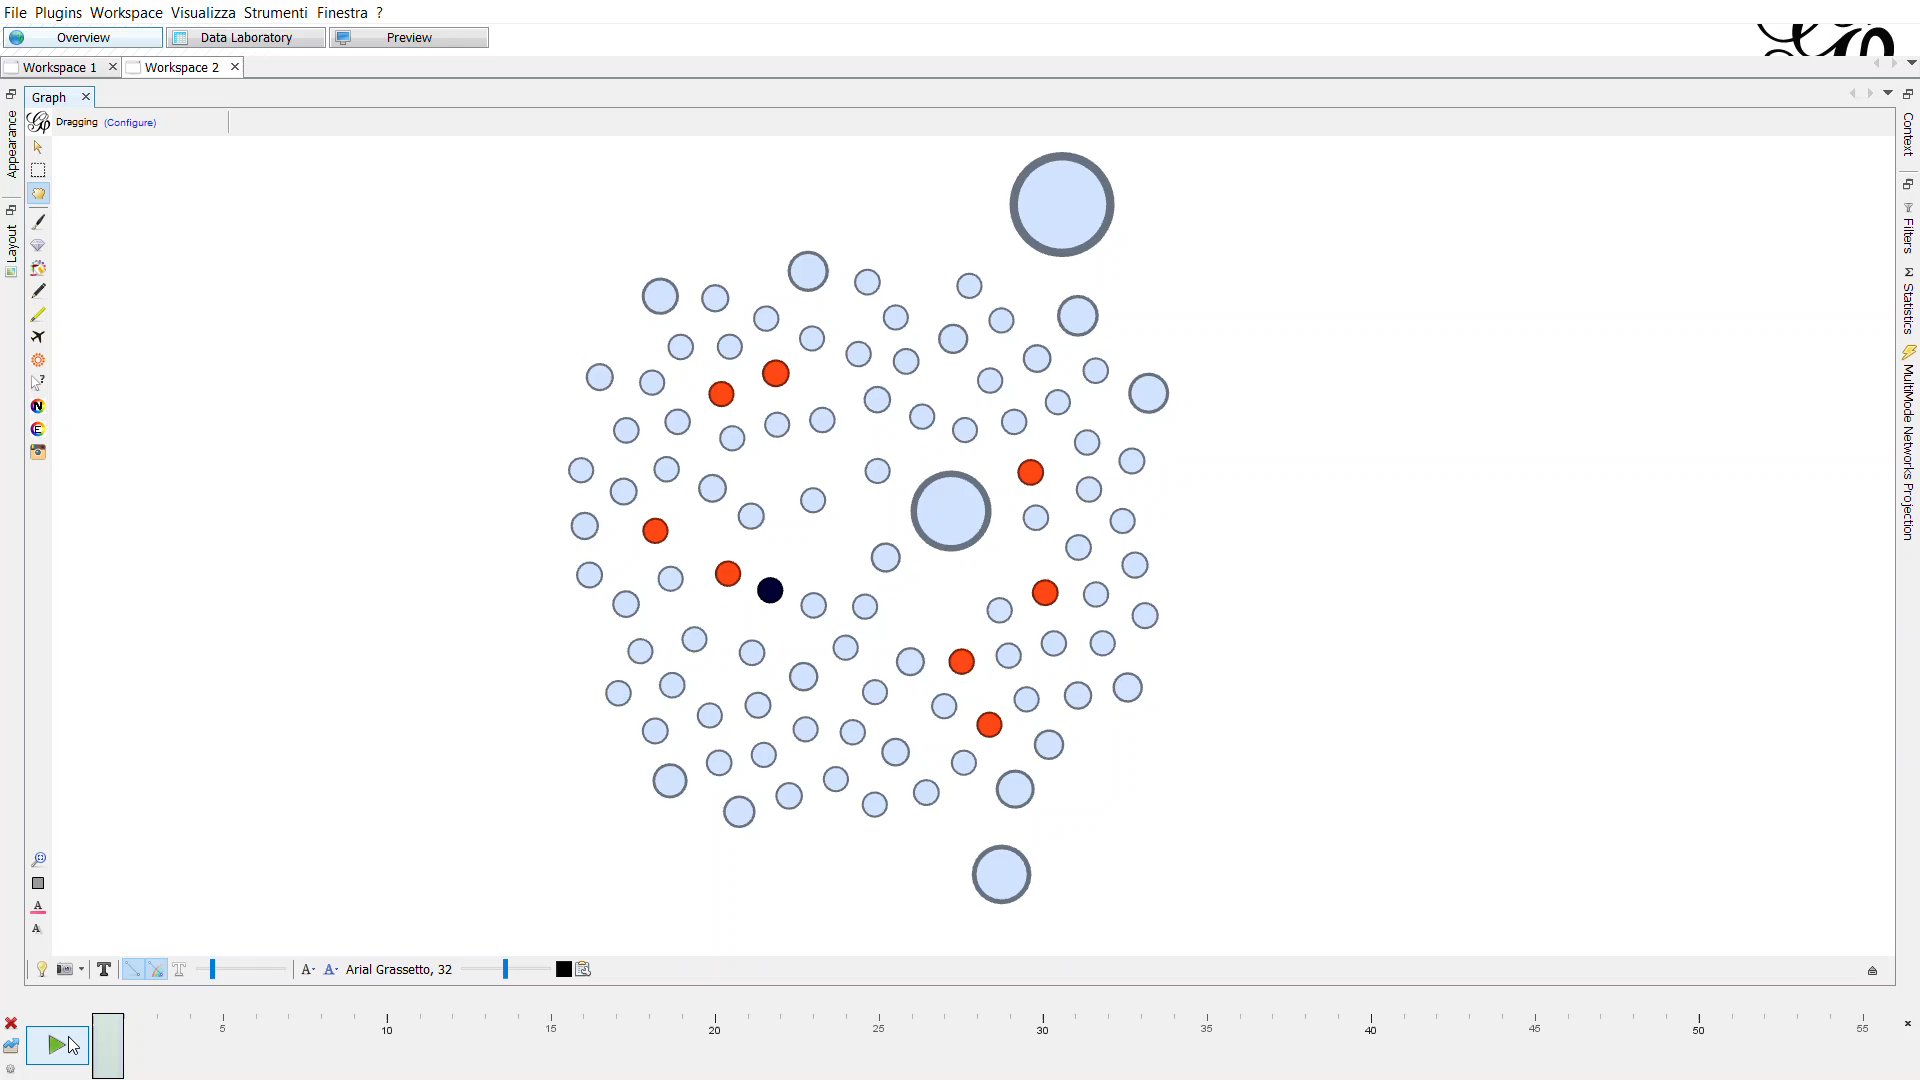 File Plugins Workspace Visualizza Strumenti Finestra ?
Overview Data Laboratory Preview
Workspace 1 Workspace 2
Graph
Dragging (Configure)
Appearance
Layout
Context
Filters
Statistics
MultiMode Networks Projection
Arial Grassetto, 32
5 10 15 20 25 30 35 40 45 50 55